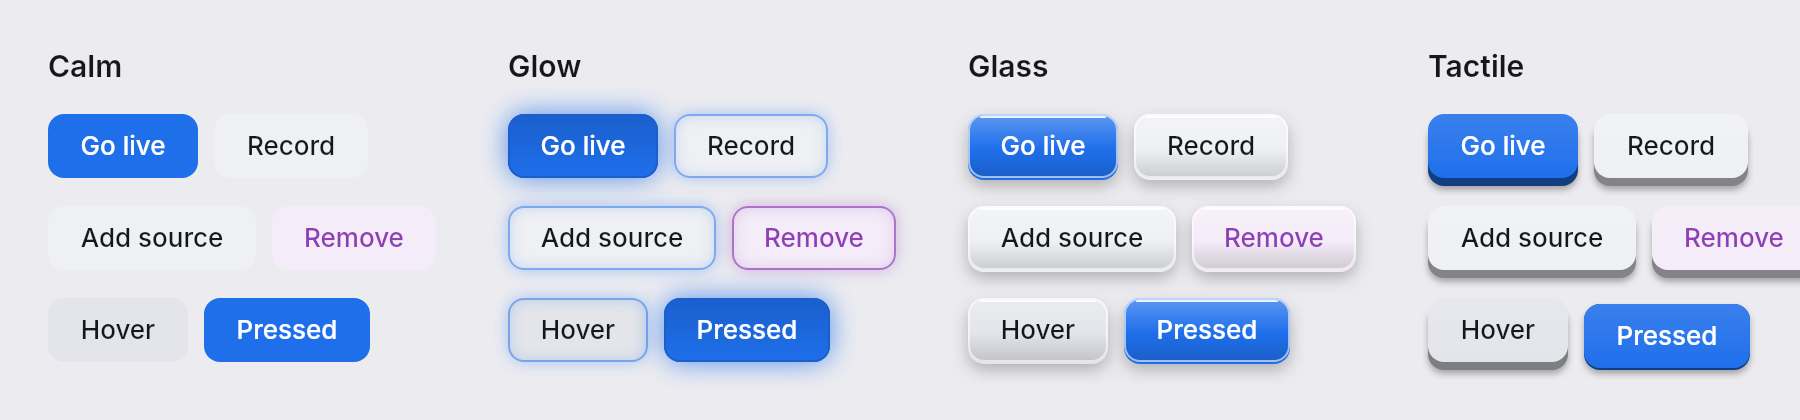 Calm
Go live Record
Add source Remove
Hover Pressed
Glow
Go live Record
Add source Remove
Hover Pressed
Glass
Go live Record
Add source Remove
Hover Pressed
Tactile
Go live Record
Add source Remove
Hover Pressed